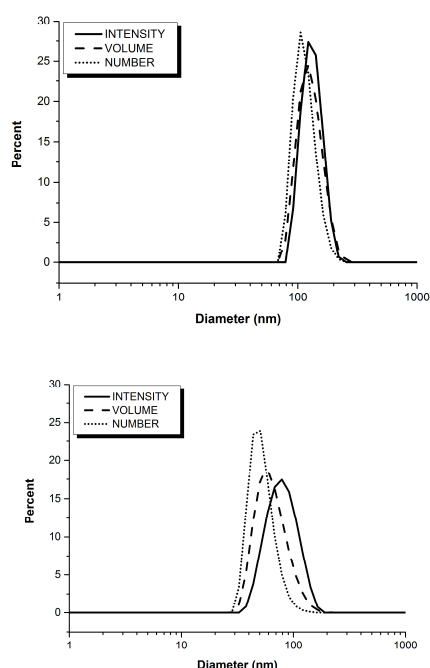 30
INTENSITY
VOLUME
NUMBER
25
20
15
10
5
0
Percent
1 10 100 1000
Diameter (nm)
30
INTENSITY
VOLUME
NUMBER
25
20
15
10
5
0
Percent
1 10 100 1000
Diameter (nm)